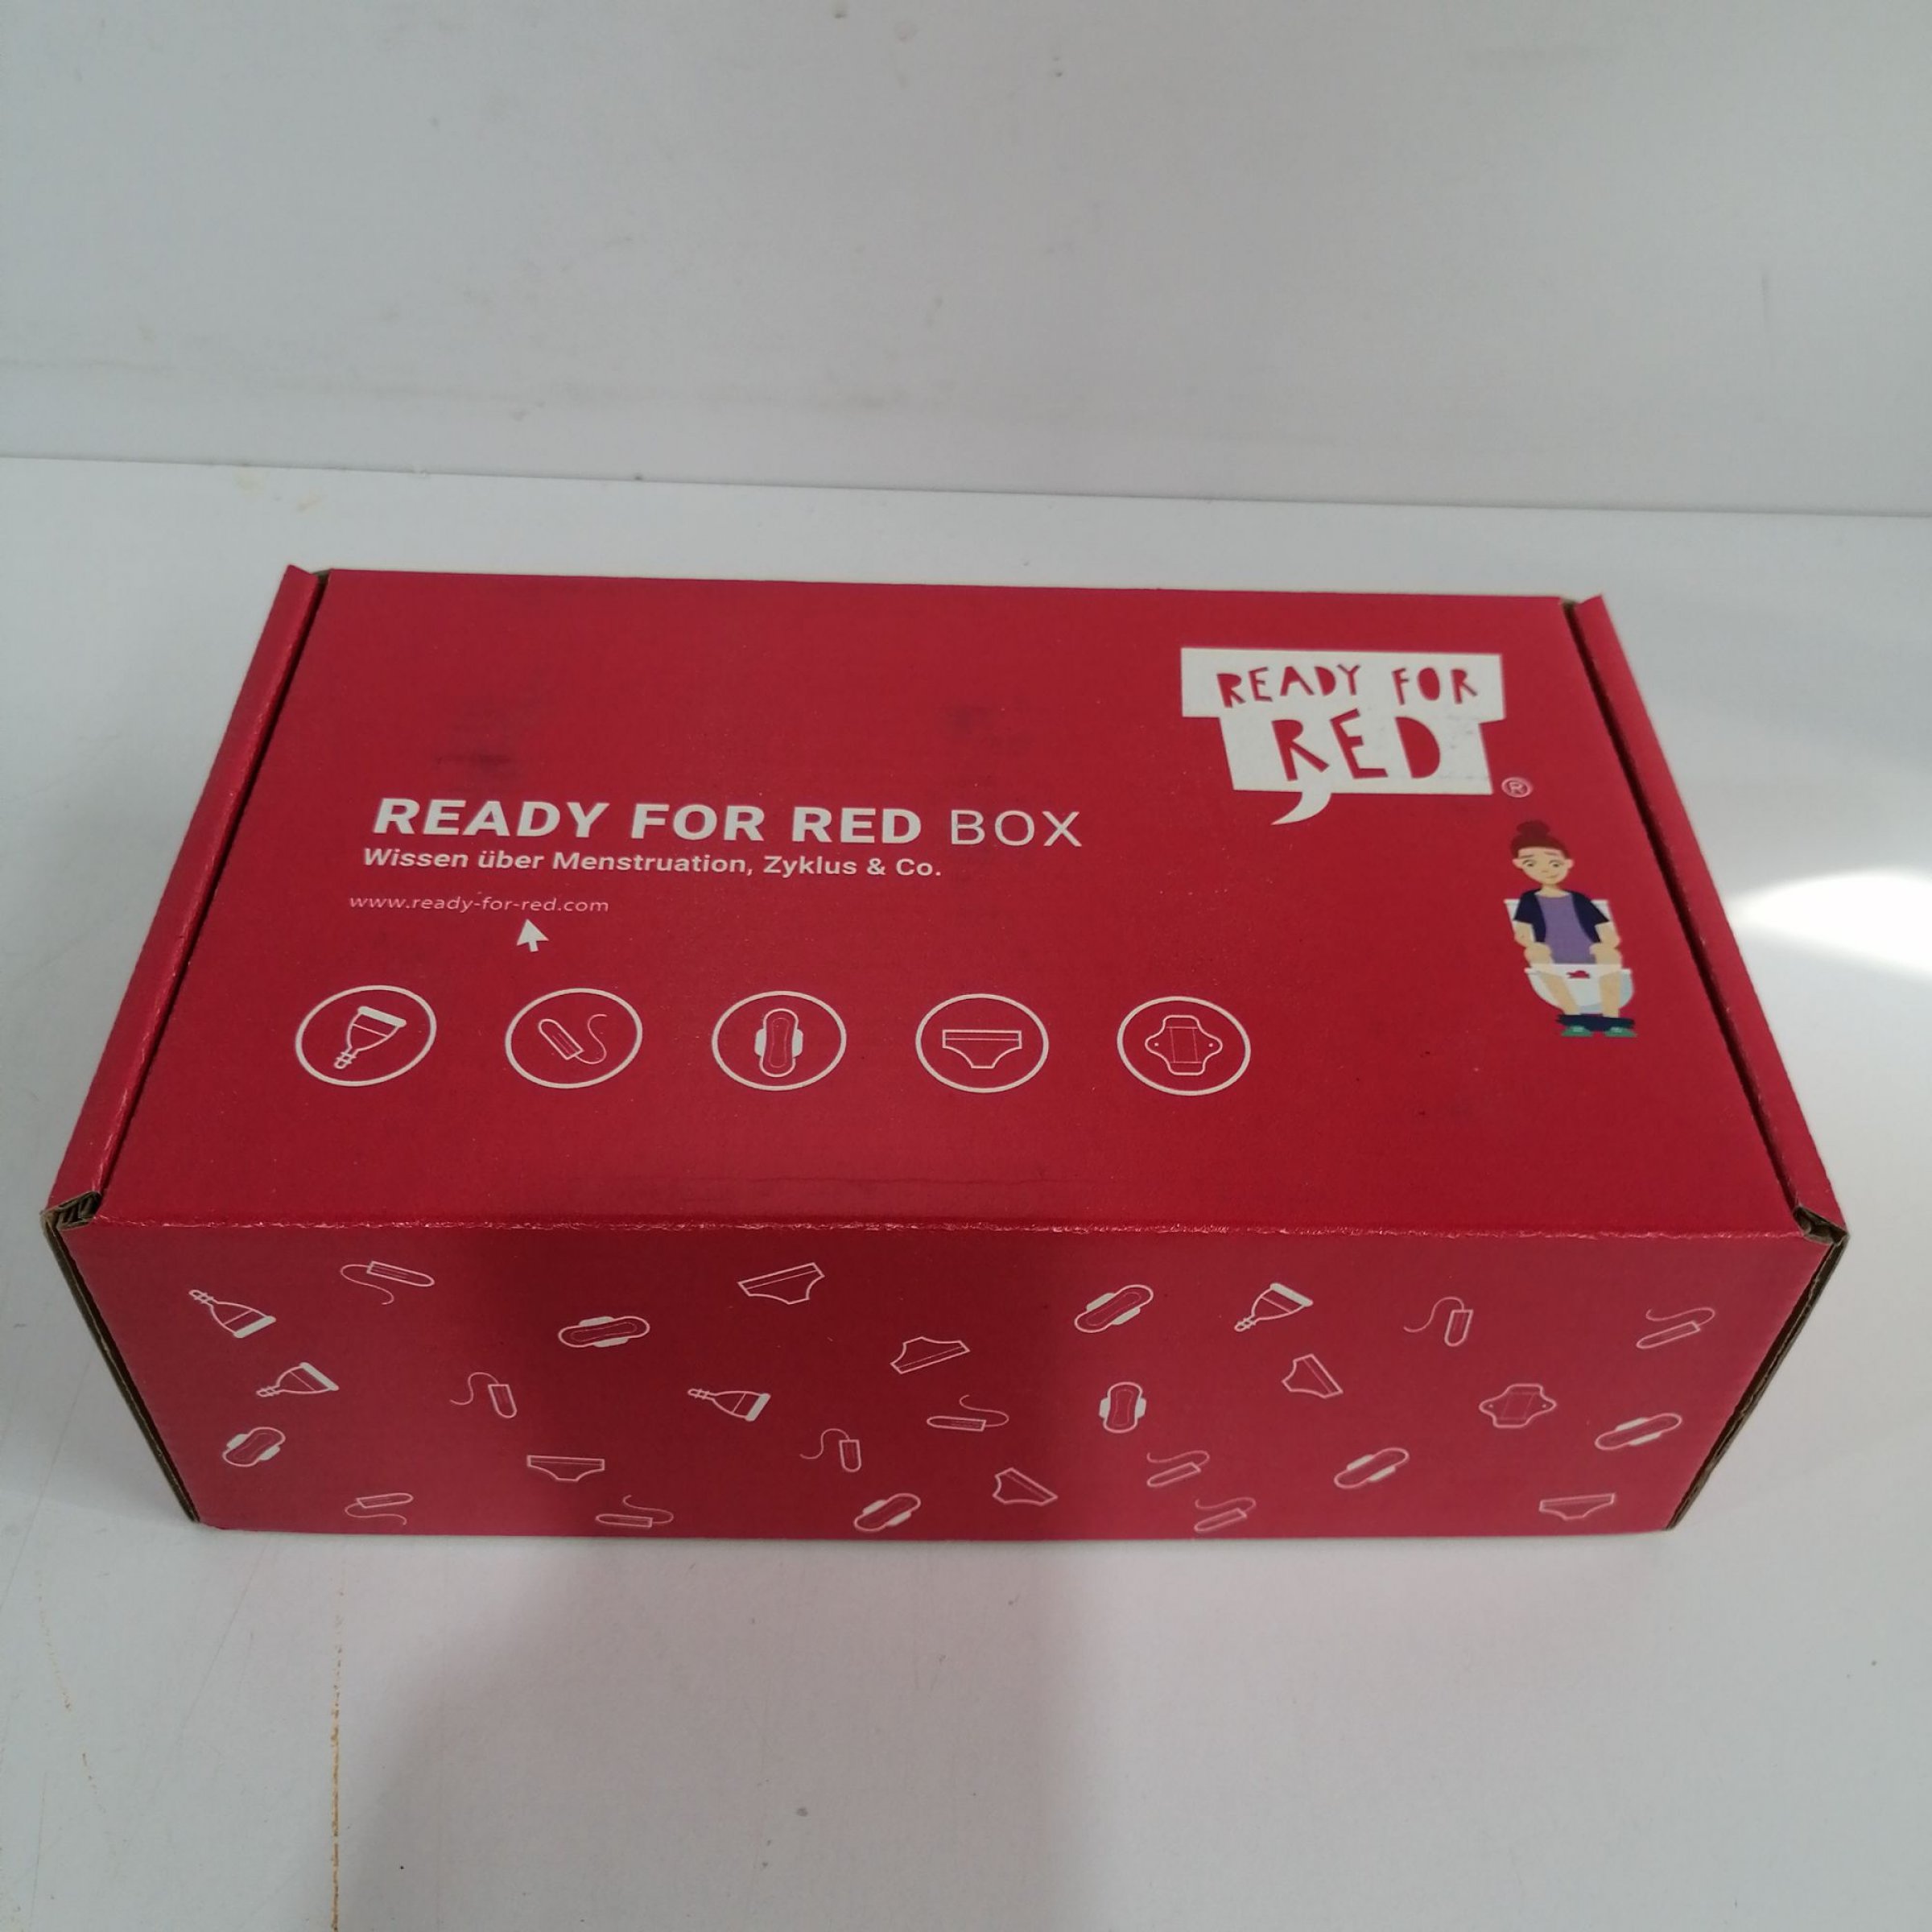 READY FOR
RED
®
READY FOR RED BOX
Wissen über Menstruation, Zyklus & Co.
www.ready-for-red.com